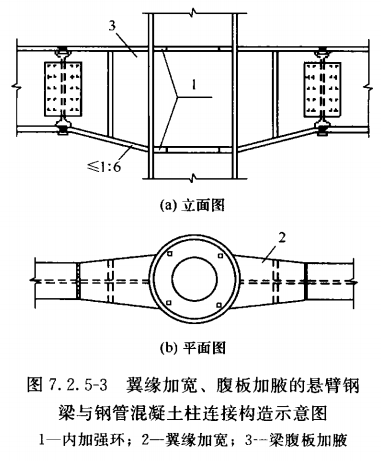 3
1
≤1:6
(a) 立面图
2
(b) 平面图
图 7.2.5-3 翼缘加宽、腹板加腋的悬臂钢
梁与钢管混凝土柱连接构造示意图
1—内加强环；2—翼缘加宽；3--梁腹板加腋